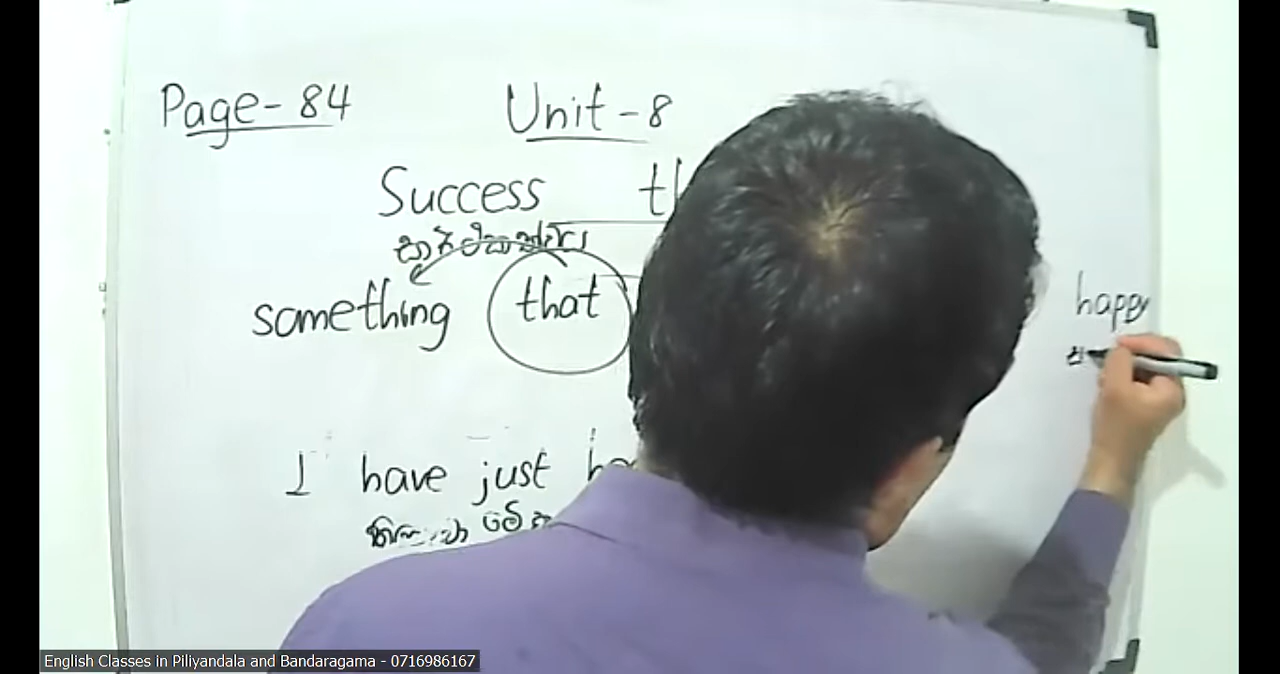 Page - 84
Unit - 8
Success
සාර්ථකත්වය
something that
happy
I have just
මේ
English Classes in Piliyandala and Bandaragama - 0716986167